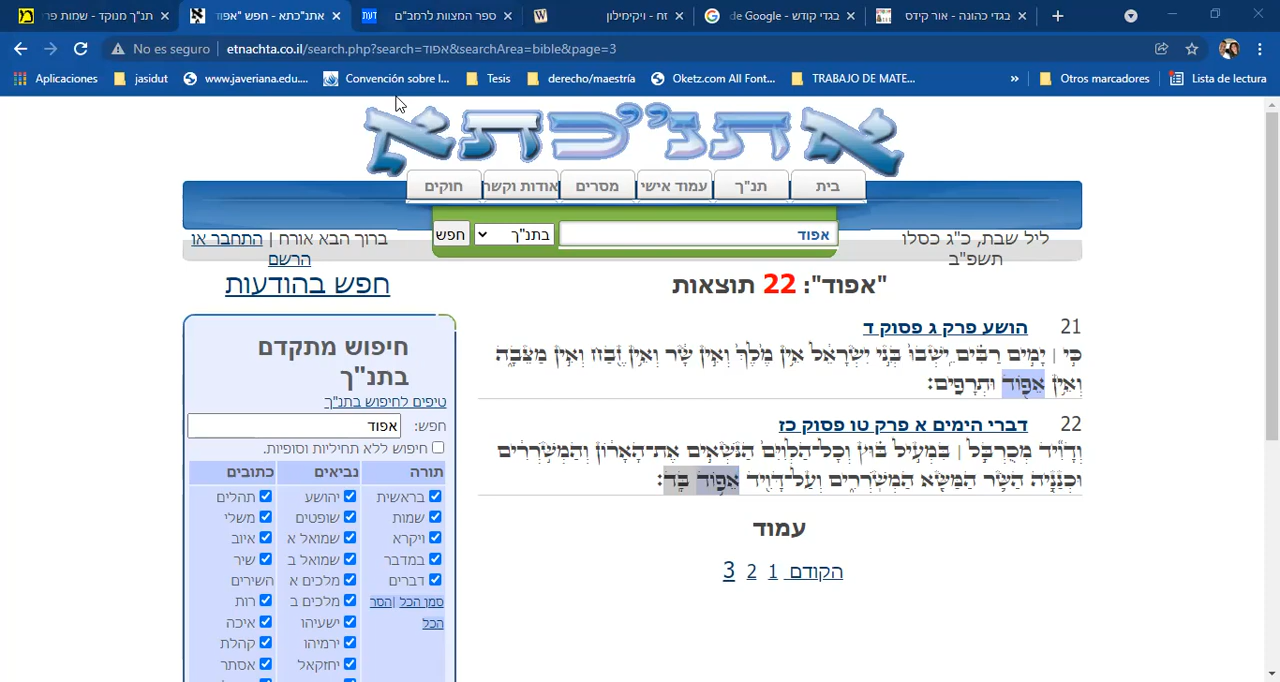 תנ"ך מנוקד - שמות פר
אתנ"כתא - חפש "אפוד
דעת
ספר המצוות לרמב"ם
זח - ויקימילון
בגדי קודש - de Google
בגדי כהונה - אור קידס
No es seguro
etnachta.co.il/search.php?search=אפוד&searchArea=bible&page=3
Aplicaciones
jasidut
www.javeriana.edu....
Convención sobre l...
Tesis
derecho/maestría
Oketz.com All Font...
TRABAJO DE MATE...
»
Otros marcadores
Lista de lectura
אתנ"כתא
בית
תנ"ך
עמוד אישי
מסרים
אודות וקשר
חוקים
אפוד
בתנ"ך
חפש
ליל שבת, כ"ג כסלו
תשפ"ב
ברוך הבא אורח | התחבר או
הרשם
"אפוד": 22 תוצאות
21 הושע פרק ג פסוק ד
כִּי | יָמִים רַבִּים יֵשְׁבוּ בְּנֵי יִשְׂרָאֵל אֵין מֶלֶךְ וְאֵין שָׂר וְאֵין זֶבַח וְאֵין מַצֵּבָה
וְאֵין אֵפוֹד וּתְרָפִים:
22 דברי הימים א פרק טו פסוק כז
וְדָוִיד מְכֻרְבָּל | בִּמְעִיל בּוּץ וְכָל־הַלְוִיִּם הַנֹּשְׂאִים אֶת־הָאָרוֹן וְהַמְשֹׁרְרִים
וּכְנַנְיָה הַשַּׂר הַמַּשָּׂא הַמְשֹׁרְרִים וְעַל־דָּוִיד אֵפוֹד בָּד:
עמוד
הקודם 1 2 3
חפש בהודעות
חיפוש מתקדם
בתנ"ך
טיפים לחיפוש בתנ"ך
חפש: אפוד
חיפוש ללא תחיליות וסופיות.
תורה נביאים כתובים
בראשית יהושע תהלים
שמות שופטים משלי
ויקרא שמואל א איוב
במדבר שמואל ב שיר
דברים מלכים א השירים
סמן הכל |הסר מלכים ב רות
הכל ישעיהו איכה
ירמיהו קהלת
יחזקאל אסתר